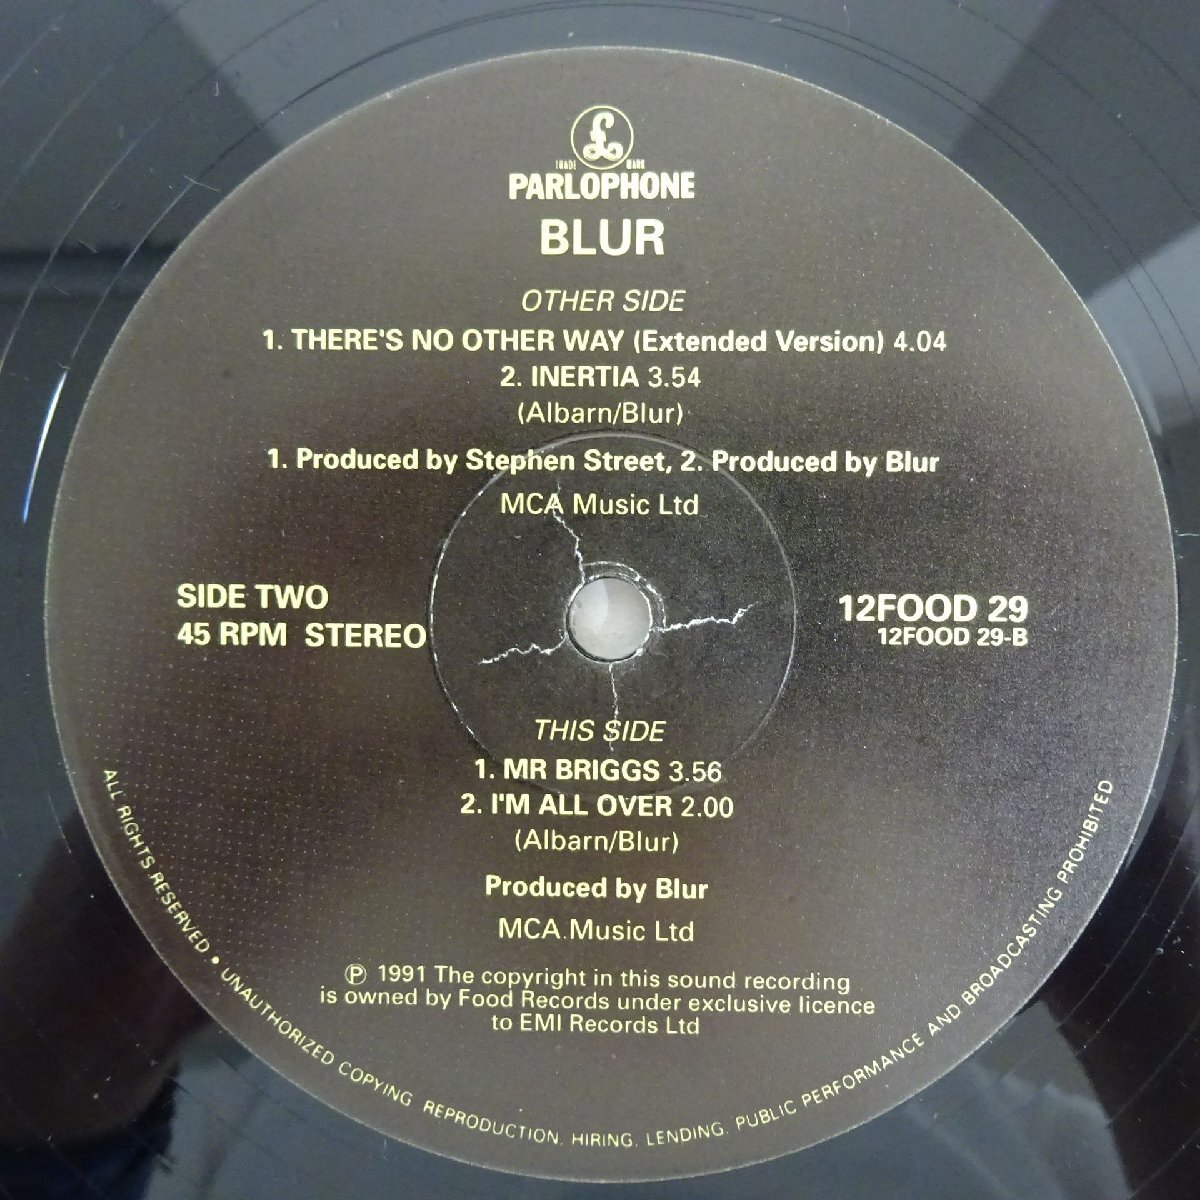 £
TRADE MARK
PARLOPHONE
BLUR
OTHER SIDE
1. THERE'S NO OTHER WAY (Extended Version) 4.04
2. INERTIA 3.54
(Albarn/Blur)
1. Produced by Stephen Street, 2. Produced by Blur
MCA Music Ltd
SIDE TWO
45 RPM STEREO
12FOOD 29
12FOOD 29-B
THIS SIDE
1. MR BRIGGS 3.56
2. I'M ALL OVER 2.00
(Albarn/Blur)
Produced by Blur
MCA Music Ltd
℗ 1991 The copyright in this sound recording
is owned by Food Records under exclusive licence
to EMI Records Ltd
ALL RIGHTS RESERVED • UNAUTHORIZED COPYING, REPRODUCTION, HIRING, LENDING, PUBLIC PERFORMANCE AND BROADCASTING PROHIBITED